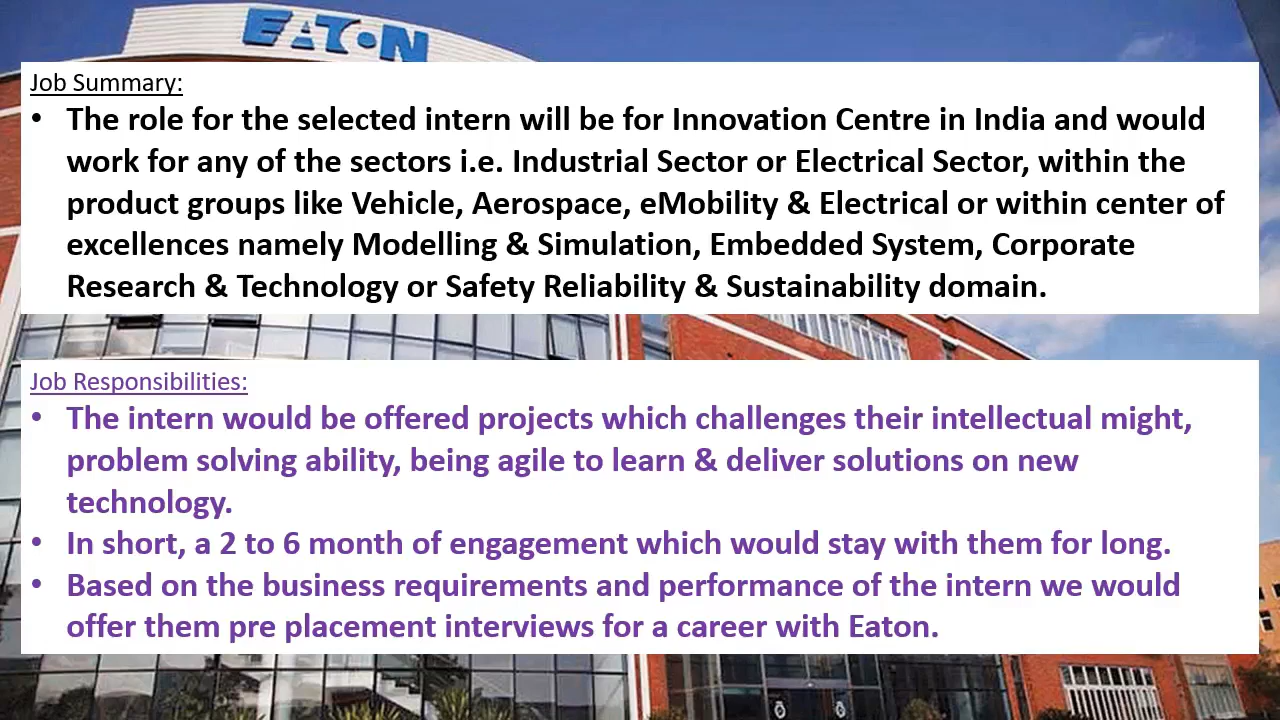 EATON
Job Summary:
• The role for the selected intern will be for Innovation Centre in India and would
work for any of the sectors i.e. Industrial Sector or Electrical Sector, within the
product groups like Vehicle, Aerospace, eMobility & Electrical or within center of
excellences namely Modelling & Simulation, Embedded System, Corporate
Research & Technology or Safety Reliability & Sustainability domain.
Job Responsibilities:
• The intern would be offered projects which challenges their intellectual might,
problem solving ability, being agile to learn & deliver solutions on new
technology.
• In short, a 2 to 6 month of engagement which would stay with them for long.
• Based on the business requirements and performance of the intern we would
offer them pre placement interviews for a career with Eaton.